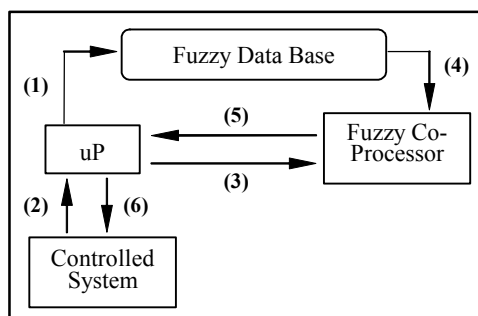 Fuzzy Data Base
(1)
(4)
(5)
uP
Fuzzy Co-
Processor
(3)
(2)
(6)
Controlled
System